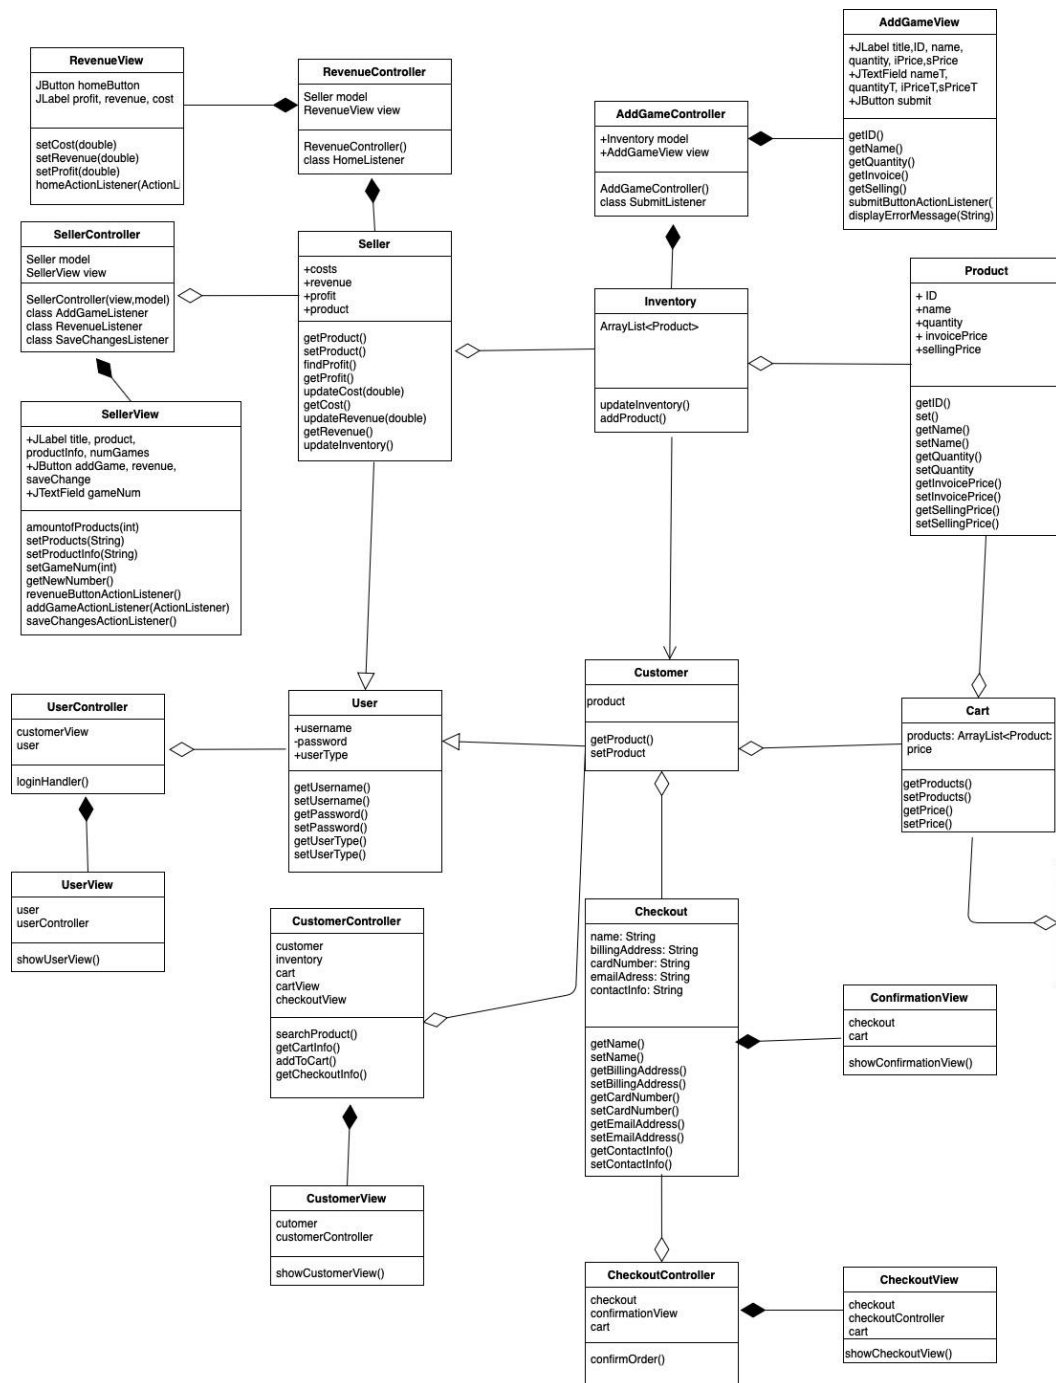 AddGameView
+JLabel title,ID, name,
quantity, iPrice,sPrice
+JTextField nameT,
quantityT, iPriceT,sPriceT
+JButton submit
getID()
getName()
getQuantity()
getInvoice()
getSelling()
submitButtonActionListener(
displayErrorMessage(String)
RevenueView
JButton homeButton
JLabel profit, revenue, cost
setCost(double)
setRevenue(double)
setProfit(double)
homeActionListener(ActionLi
RevenueController
Seller model
RevenueView view
RevenueController()
class HomeListener
AddGameController
+Inventory model
+AddGameView view
AddGameController()
class SubmitListener
SellerController
Seller model
SellerView view
SellerController(view,model)
class AddGameListener
class RevenueListener
class SaveChangesListener
Seller
+costs
+revenue
+profit
+product
getProduct()
setProduct()
findProfit()
getProfit()
updateCost(double)
getCost()
updateRevenue(double)
getRevenue()
updateInventory()
Inventory
ArrayList<Product>
updateInventory()
addProduct()
Product
+ ID
+name
+quantity
+ invoicePrice
+sellingPrice
getID()
set()
getName()
setName()
getQuantity()
setQuantity
getInvoicePrice()
setInvoicePrice()
getSellingPrice()
setSellingPrice()
SellerView
+JLabel title, product,
productInfo, numGames
+JButton addGame, revenue,
saveChange
+JTextField gameNum
amountofProducts(int)
setProducts(String)
setProductInfo(String)
setGameNum(int)
getNewNumber()
revenueButtonActionListener()
addGameActionListener(ActionListener)
saveChangesActionListener()
UserController
customerView
user
loginHandler()
User
+username
-password
+userType
getUsername()
setUsername()
getPassword()
setPassword()
getUserType()
setUserType()
Customer
product
getProduct()
setProduct
Cart
products: ArrayList<Product:
price
getProducts()
setProducts()
getPrice()
setPrice()
UserView
user
userController
showUserView()
CustomerController
customer
inventory
cart
cartView
checkoutView
searchProduct()
getCartInfo()
addToCart()
getCheckoutInfo()
Checkout
name: String
billingAddress: String
cardNumber: String
emailAdress: String
contactInfo: String
getName()
setName()
getBillingAddress()
setBillingAddress()
getCardNumber()
setCardNumber()
getEmailAddress()
setEmailAddress()
getContactInfo()
setContactInfo()
ConfirmationView
checkout
cart
showConfirmationView()
CustomerView
cutomer
customerController
showCustomerView()
CheckoutController
checkout
confirmationView
cart
confirmOrder()
CheckoutView
checkout
checkoutController
cart
showCheckoutView()